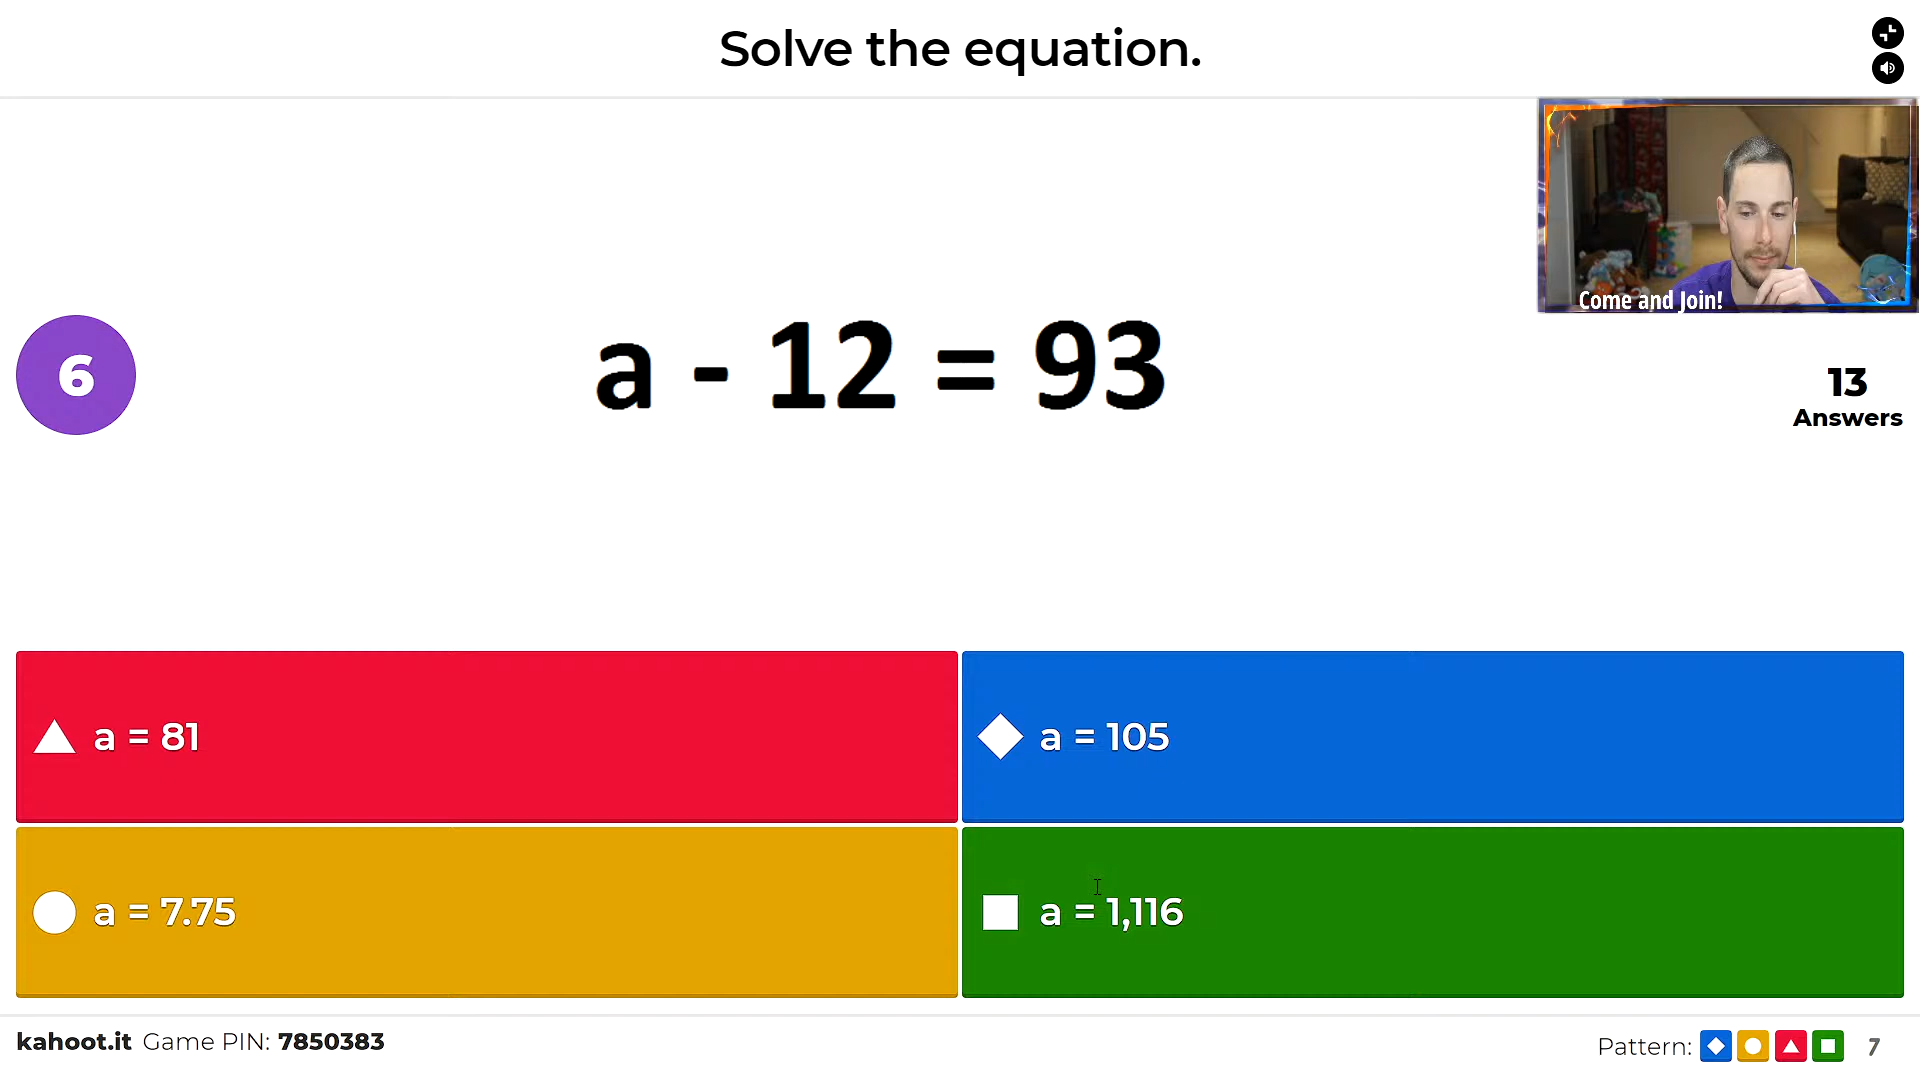 Solve the equation.
Come and Join!
6
a - 12 = 93
13
Answers
a = 81
a = 105
a = 7.75
a = 1,116
kahoot.it Game PIN: 7850383
Pattern: 7